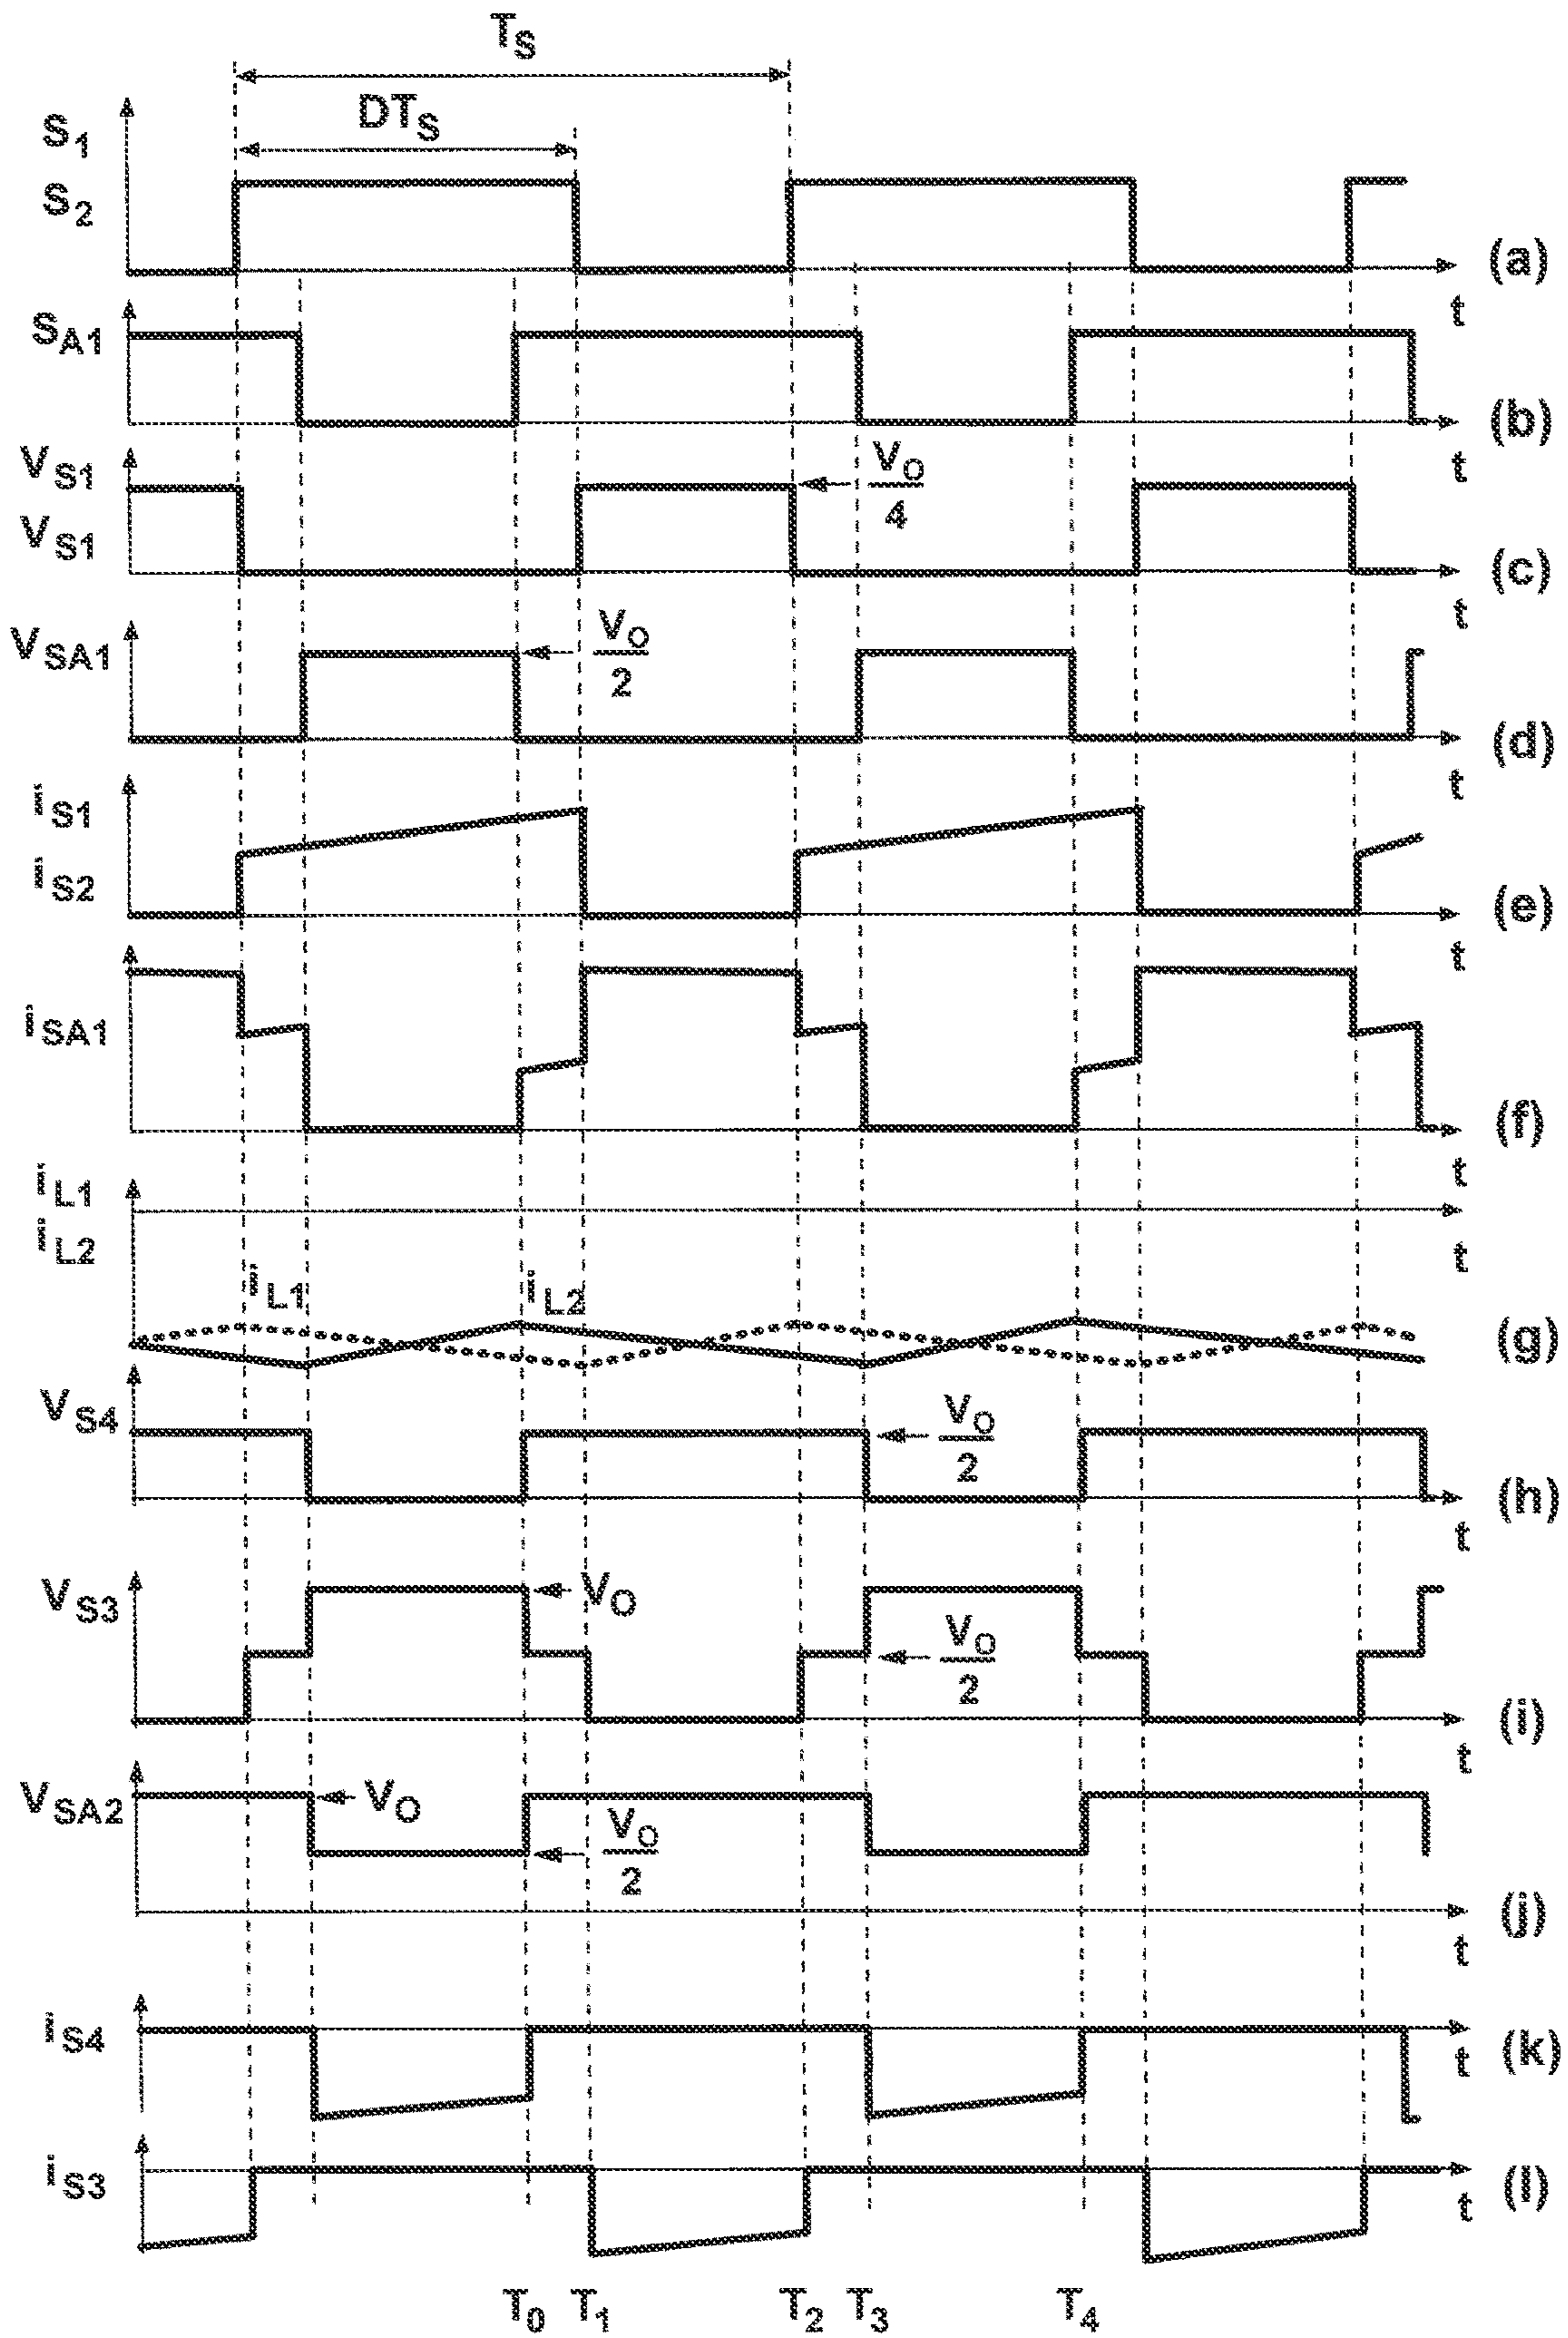 T_S
DT_S
S_1
S_2
(a)
t
S_A1
(b)
t
V_S1
V_S1
V_O/4
(c)
t
V_SA1
V_O/2
(d)
t
i_S1
i_S2
(e)
t
i_SA1
(f)
t
i_L1
i_L2
t
i_L1
i_L2
(g)
V_S4
V_O/2
(h)
t
V_S3
V_O
V_O/2
(i)
t
V_SA2
V_O
V_O/2
(j)
t
i_S4
t
(k)
i_S3
t
(l)
T_0 T_1 T_2 T_3 T_4